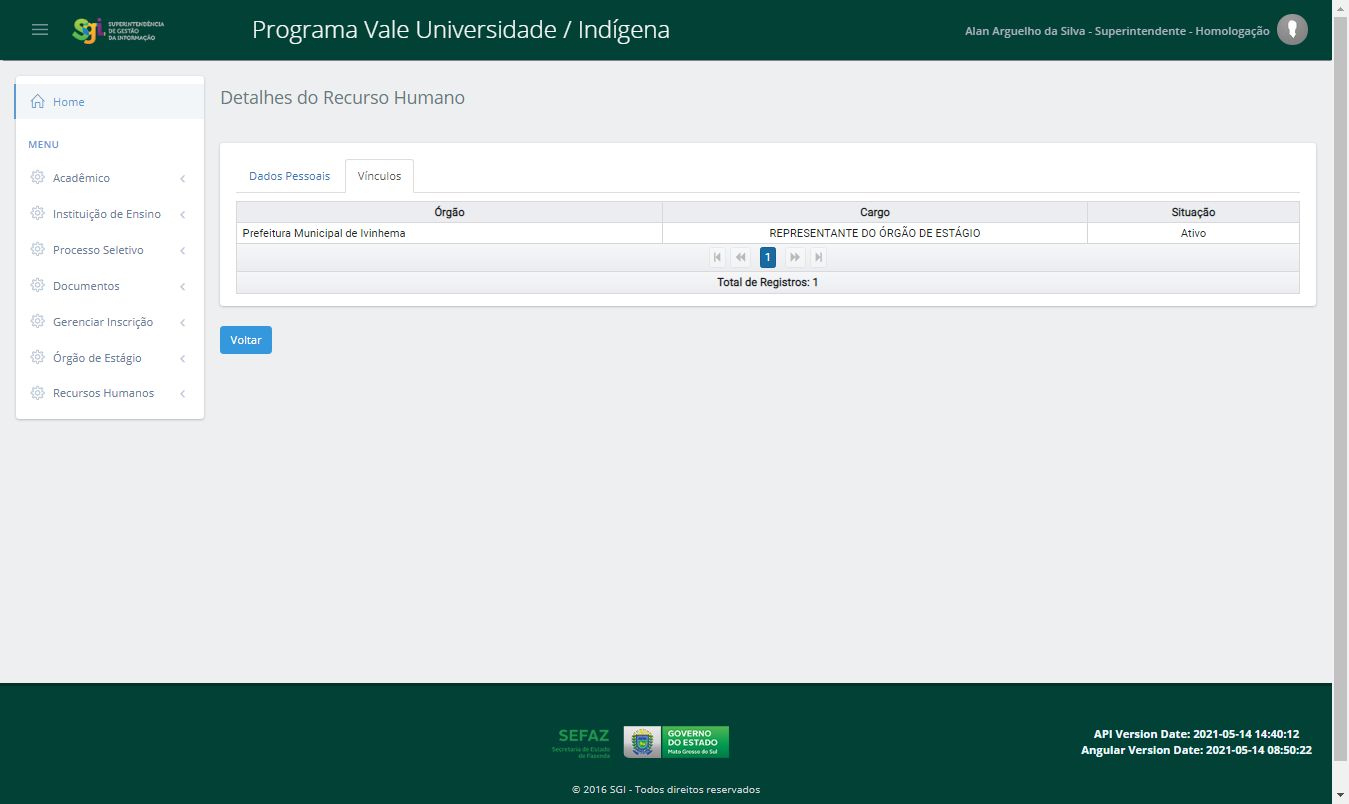 Sgi.
SUPERINTENDÊNCIA
DE GESTÃO
DA INFORMAÇÃO
Programa Vale Universidade / Indígena
Alan Arguelho da Silva - Superintendente - Homologação
Home
MENU
Acadêmico
Instituição de Ensino
Processo Seletivo
Documentos
Gerenciar Inscrição
Órgão de Estágio
Recursos Humanos
Detalhes do Recurso Humano
Dados Pessoais Vínculos
Órgão Cargo Situação
Prefeitura Municipal de Ivinhema REPRESENTANTE DO ÓRGÃO DE ESTÁGIO Ativo
1
Total de Registros: 1
Voltar
SEFAZ
Secretaria de Estado
de Fazenda
GOVERNO
DO ESTADO
Mato Grosso do Sul
API Version Date: 2021-05-14 14:40:12
Angular Version Date: 2021-05-14 08:50:22
© 2016 SGI - Todos direitos reservados